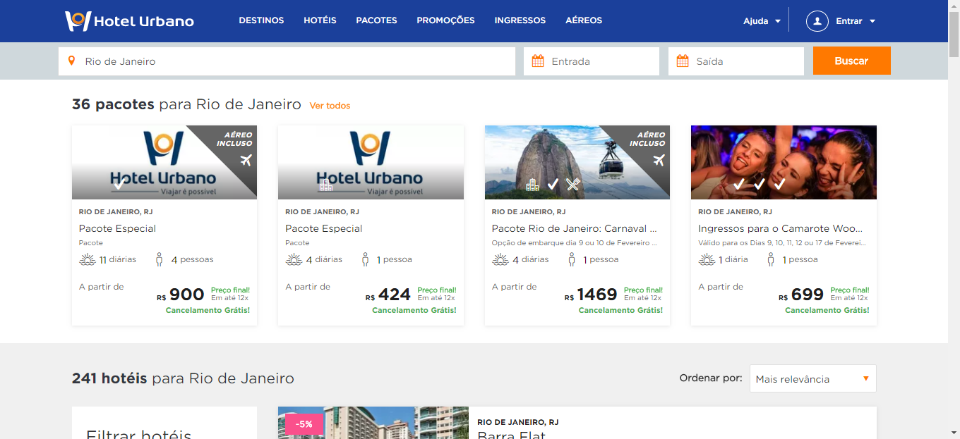 Hotel Urbano DESTINOS HOTÉIS PACOTES PROMOÇÕES INGRESSOS AÉREOS Ajuda Entrar
Rio de Janeiro Entrada Saída Buscar
36 pacotes para Rio de Janeiro Ver todos
AÉREO
INCLUSO
Hotel Urbano
Viajar é possível
RIO DE JANEIRO, RJ
Pacote Especial
Pacote
11 diárias 4 pessoas
A partir de
R$ 900 Preço final!
Em até 12x
Cancelamento Grátis!
Hotel Urbano
Viajar é possível
RIO DE JANEIRO, RJ
Pacote Especial
Pacote
4 diárias 1 pessoa
A partir de
R$ 424 Preço final!
Em até 12x
Cancelamento Grátis!
AÉREO
INCLUSO
RIO DE JANEIRO, RJ
Pacote Rio de Janeiro: Carnaval ...
Opção de embarque dia 9 ou 10 de Fevereiro ...
4 diárias 1 pessoa
A partir de
R$ 1469 Preço final!
Em até 12x
Cancelamento Grátis!
RIO DE JANEIRO, RJ
Ingressos para o Camarote Woo...
Válido para os Dias 9, 10, 11, 12 ou 17 de Fevereir...
1 diária 1 pessoa
A partir de
R$ 699 Preço final!
Em até 12x
Cancelamento Grátis!
241 hotéis para Rio de Janeiro Ordenar por: Mais relevância
Filtrar hotéis
-5%
RIO DE JANEIRO, RJ
Barra Flat